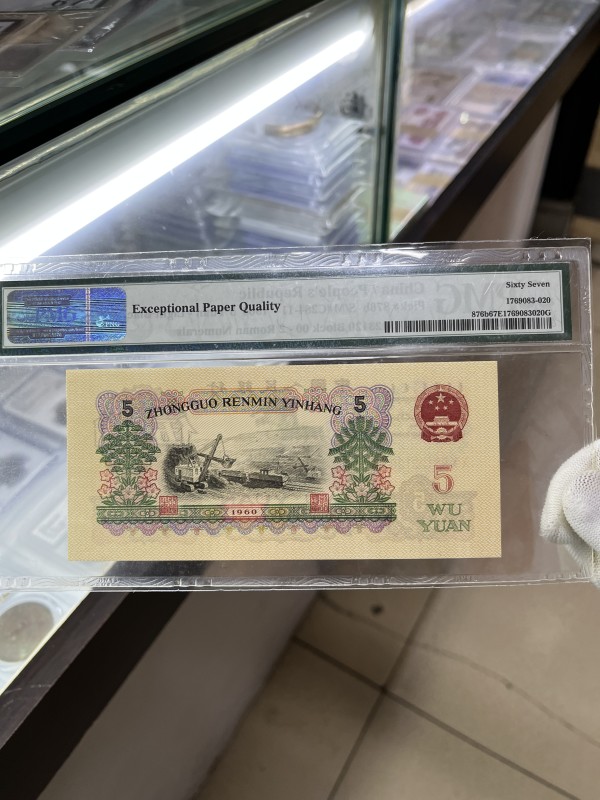 Sixty Seven
Exceptional Paper Quality
1769083-020
876b67E1769083020G
5 ZHONGGUO RENMIN YINHANG 5
5
WU
YUAN
1960